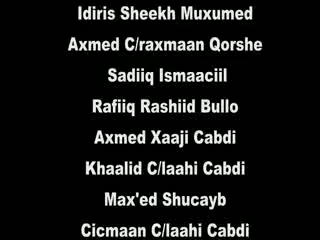 Idiris Sheekh Muxumed
Axmed C/raxmaan Qorshe
Sadiiq Ismaaciil
Rafiiq Rashiid Bullo
Axmed Xaaji Cabdi
Khaalid C/laahi Cabdi
Max'ed Shucayb
Cicmaan C/laahi Cabdi